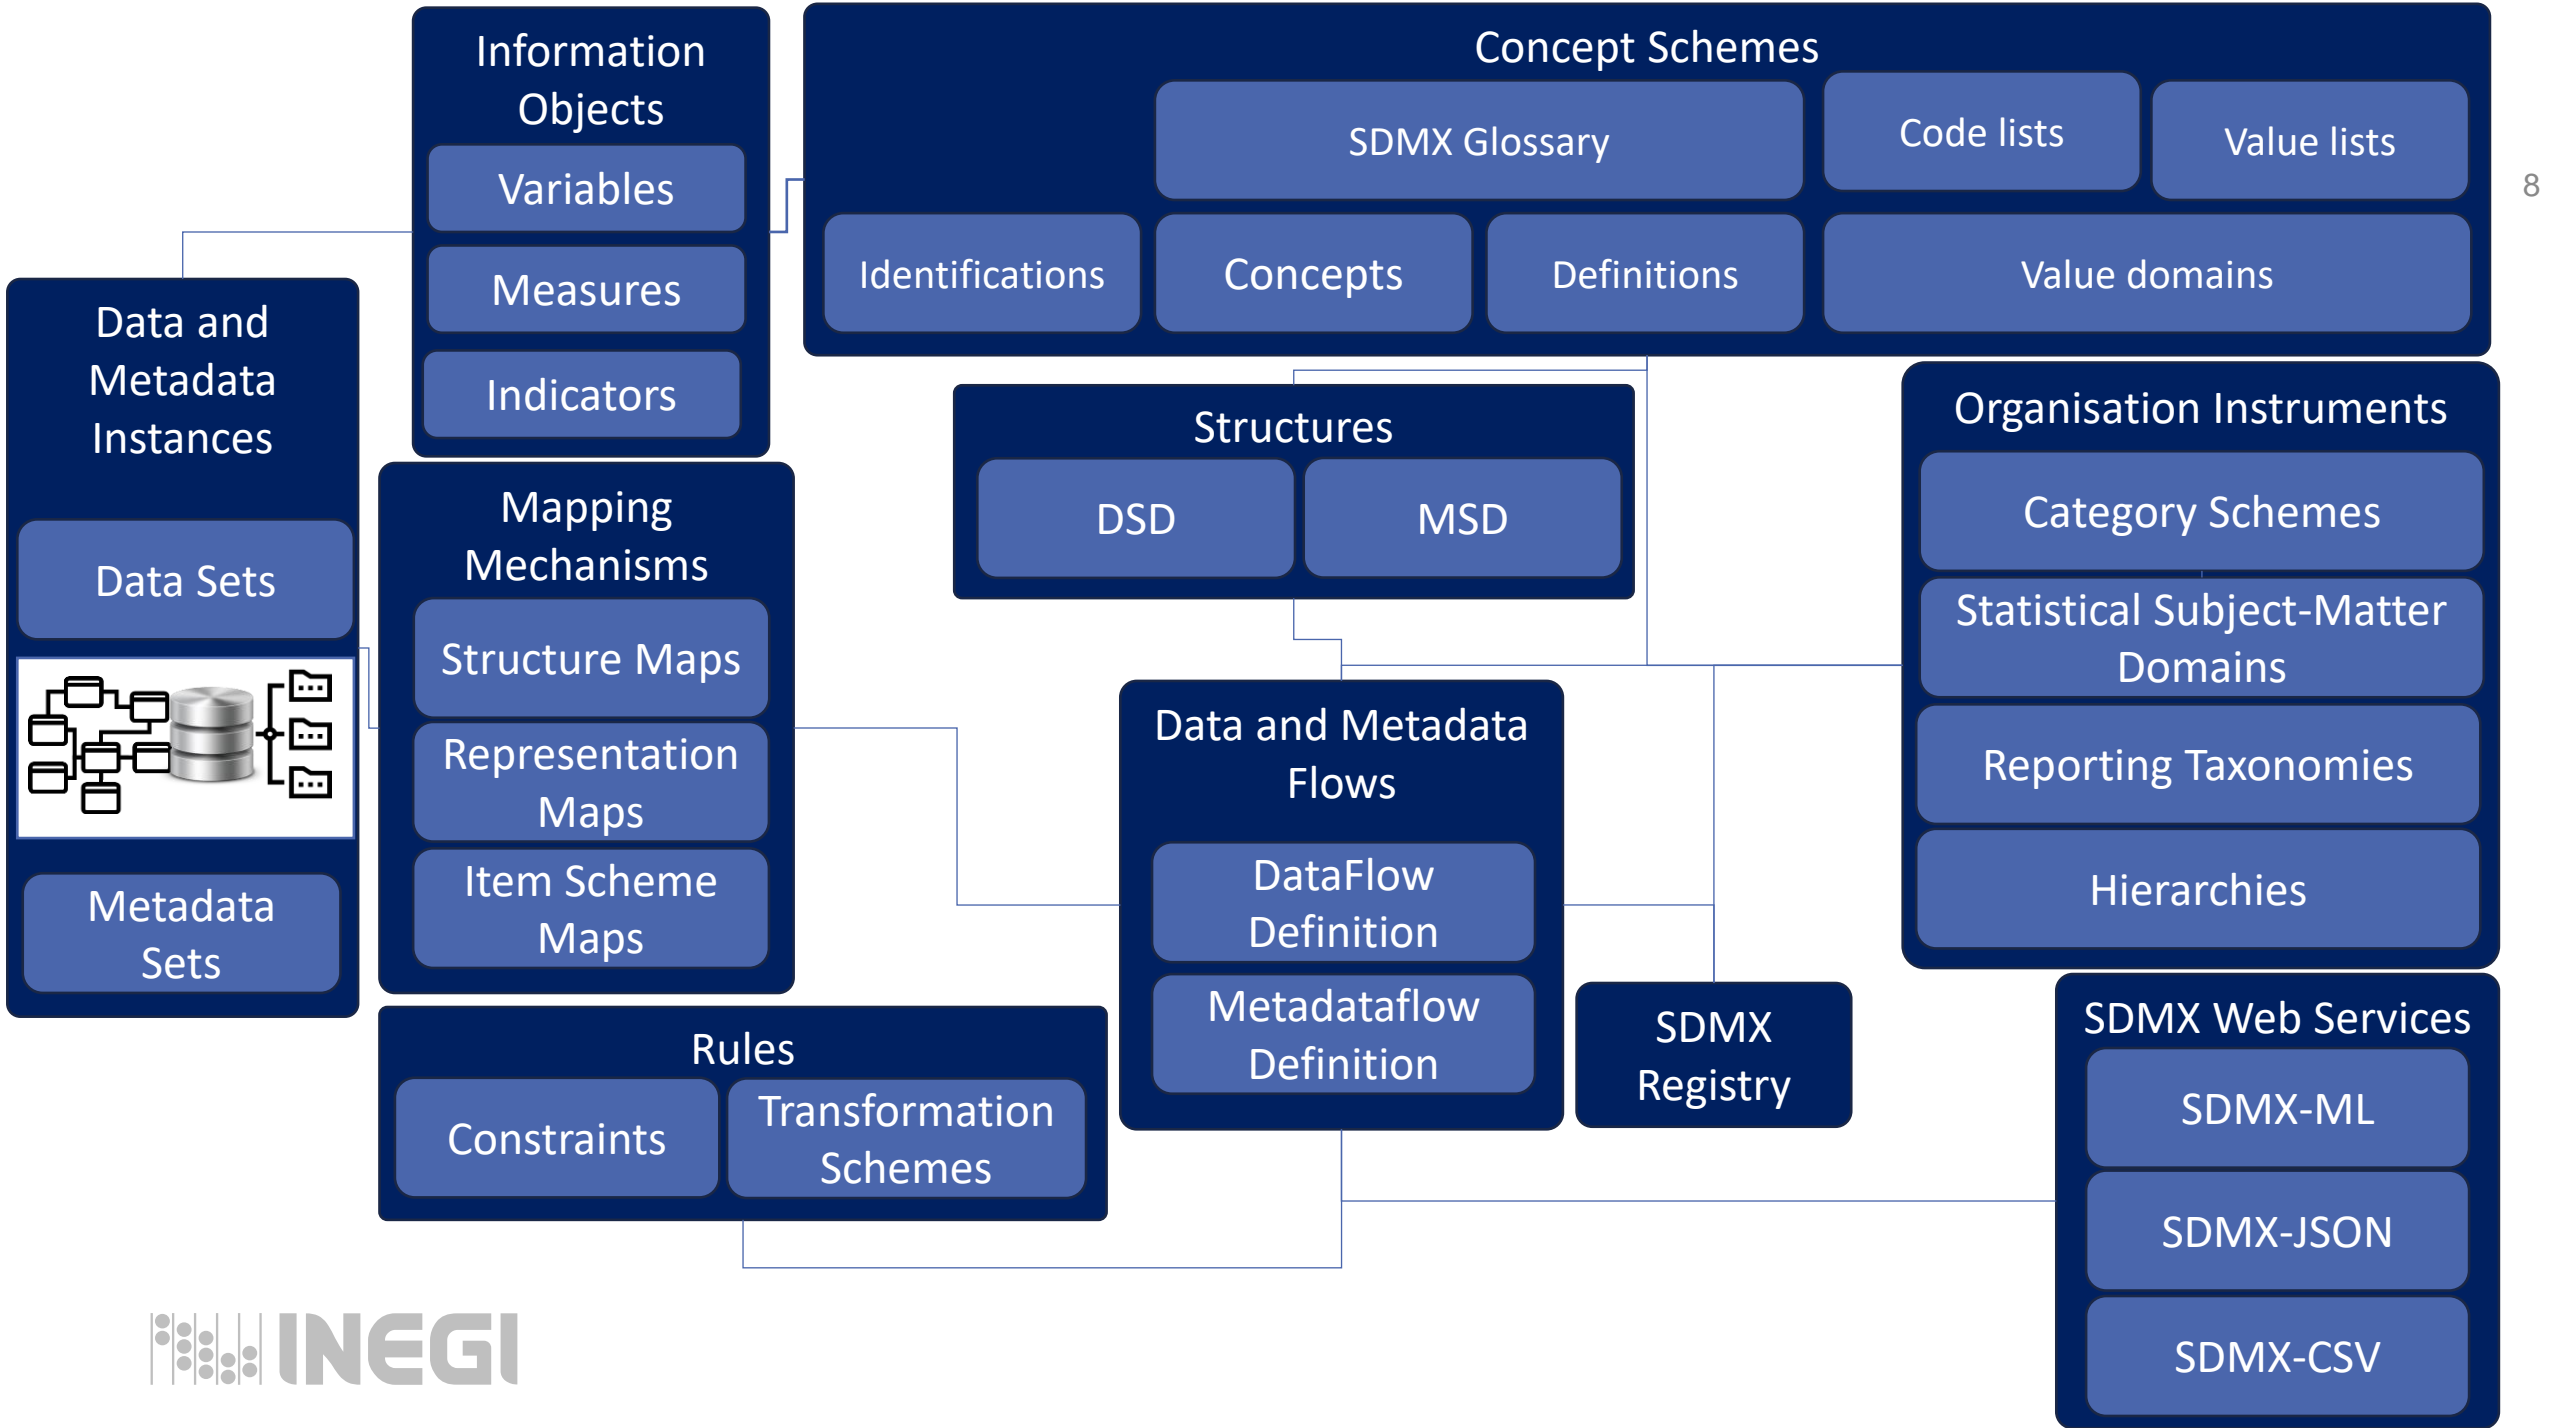 Information
Objects
Variables
Measures
Indicators
Concept Schemes
SDMX Glossary
Code lists
Value lists
Identifications
Concepts
Definitions
Value domains
8
Data and
Metadata
Instances
Data Sets
Metadata
Sets
Mapping
Mechanisms
Structure Maps
Representation
Maps
Item Scheme
Maps
Structures
DSD
MSD
Organisation Instruments
Category Schemes
Statistical Subject-Matter
Domains
Reporting Taxonomies
Hierarchies
Data and Metadata
Flows
DataFlow
Definition
Metadataflow
Definition
SDMX
Registry
Rules
Constraints
Transformation
Schemes
SDMX Web Services
SDMX-ML
SDMX-JSON
SDMX-CSV
INEGI